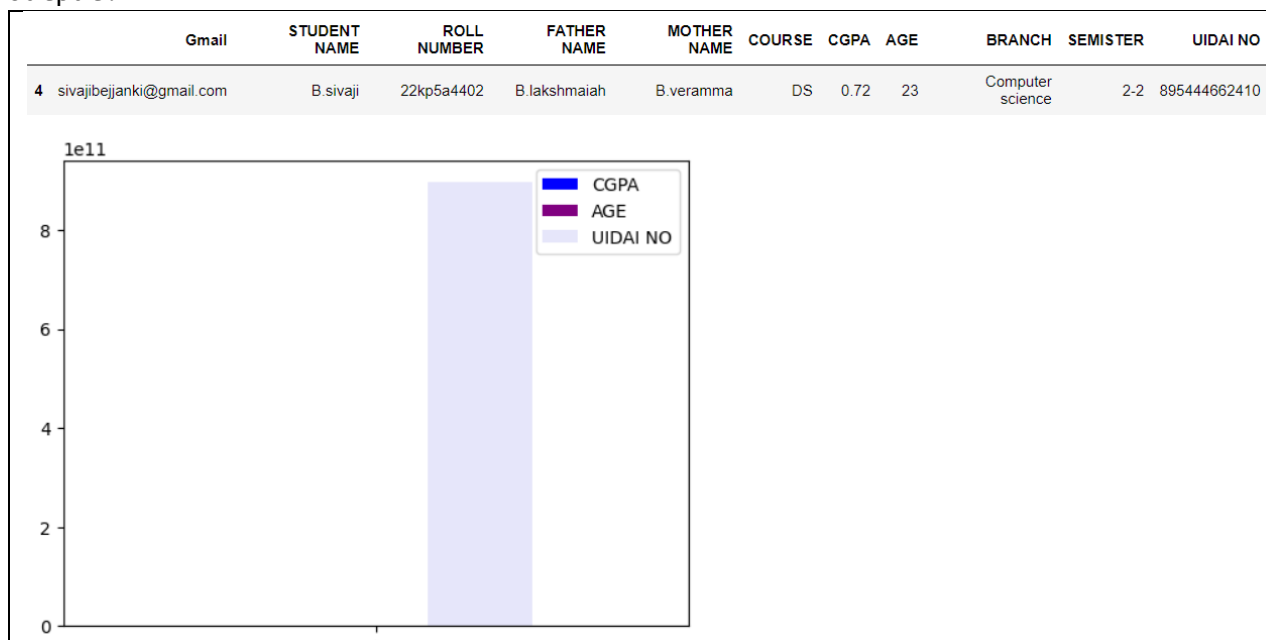 Gmail STUDENT NAME ROLL NUMBER FATHER NAME MOTHER NAME COURSE CGPA AGE BRANCH SEMISTER UIDAI NO
4 sivajibejjanki@gmail.com B.sivaji 22kp5a4402 B.lakshmaiah B.veramma DS 0.72 23 Computer science 2-2 895444662410
1e11
CGPA
AGE
UIDAI NO
8
6
4
2
0